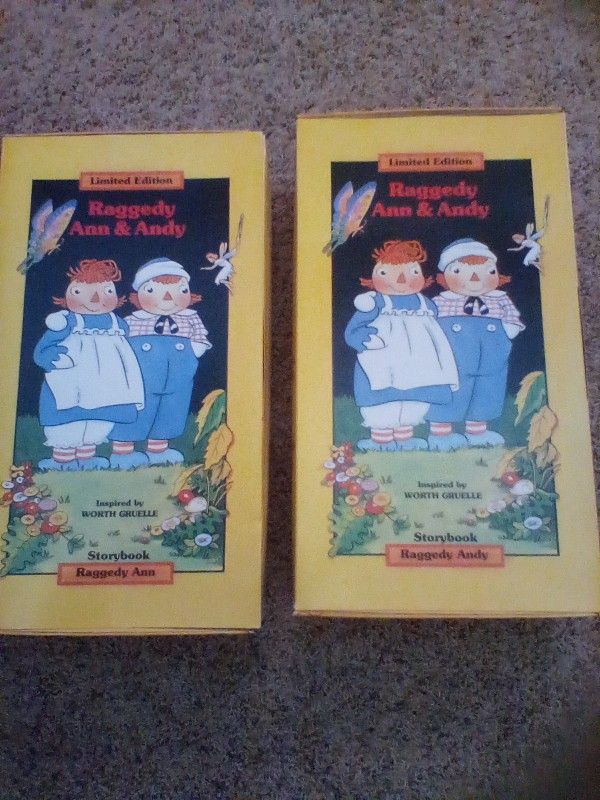 Limited Edition
Raggedy
Ann & Andy
Inspired by
WORTH GRUELLE
Storybook
Raggedy Ann
Limited Edition
Raggedy
Ann & Andy
Inspired by
WORTH GRUELLE
Storybook
Raggedy Andy